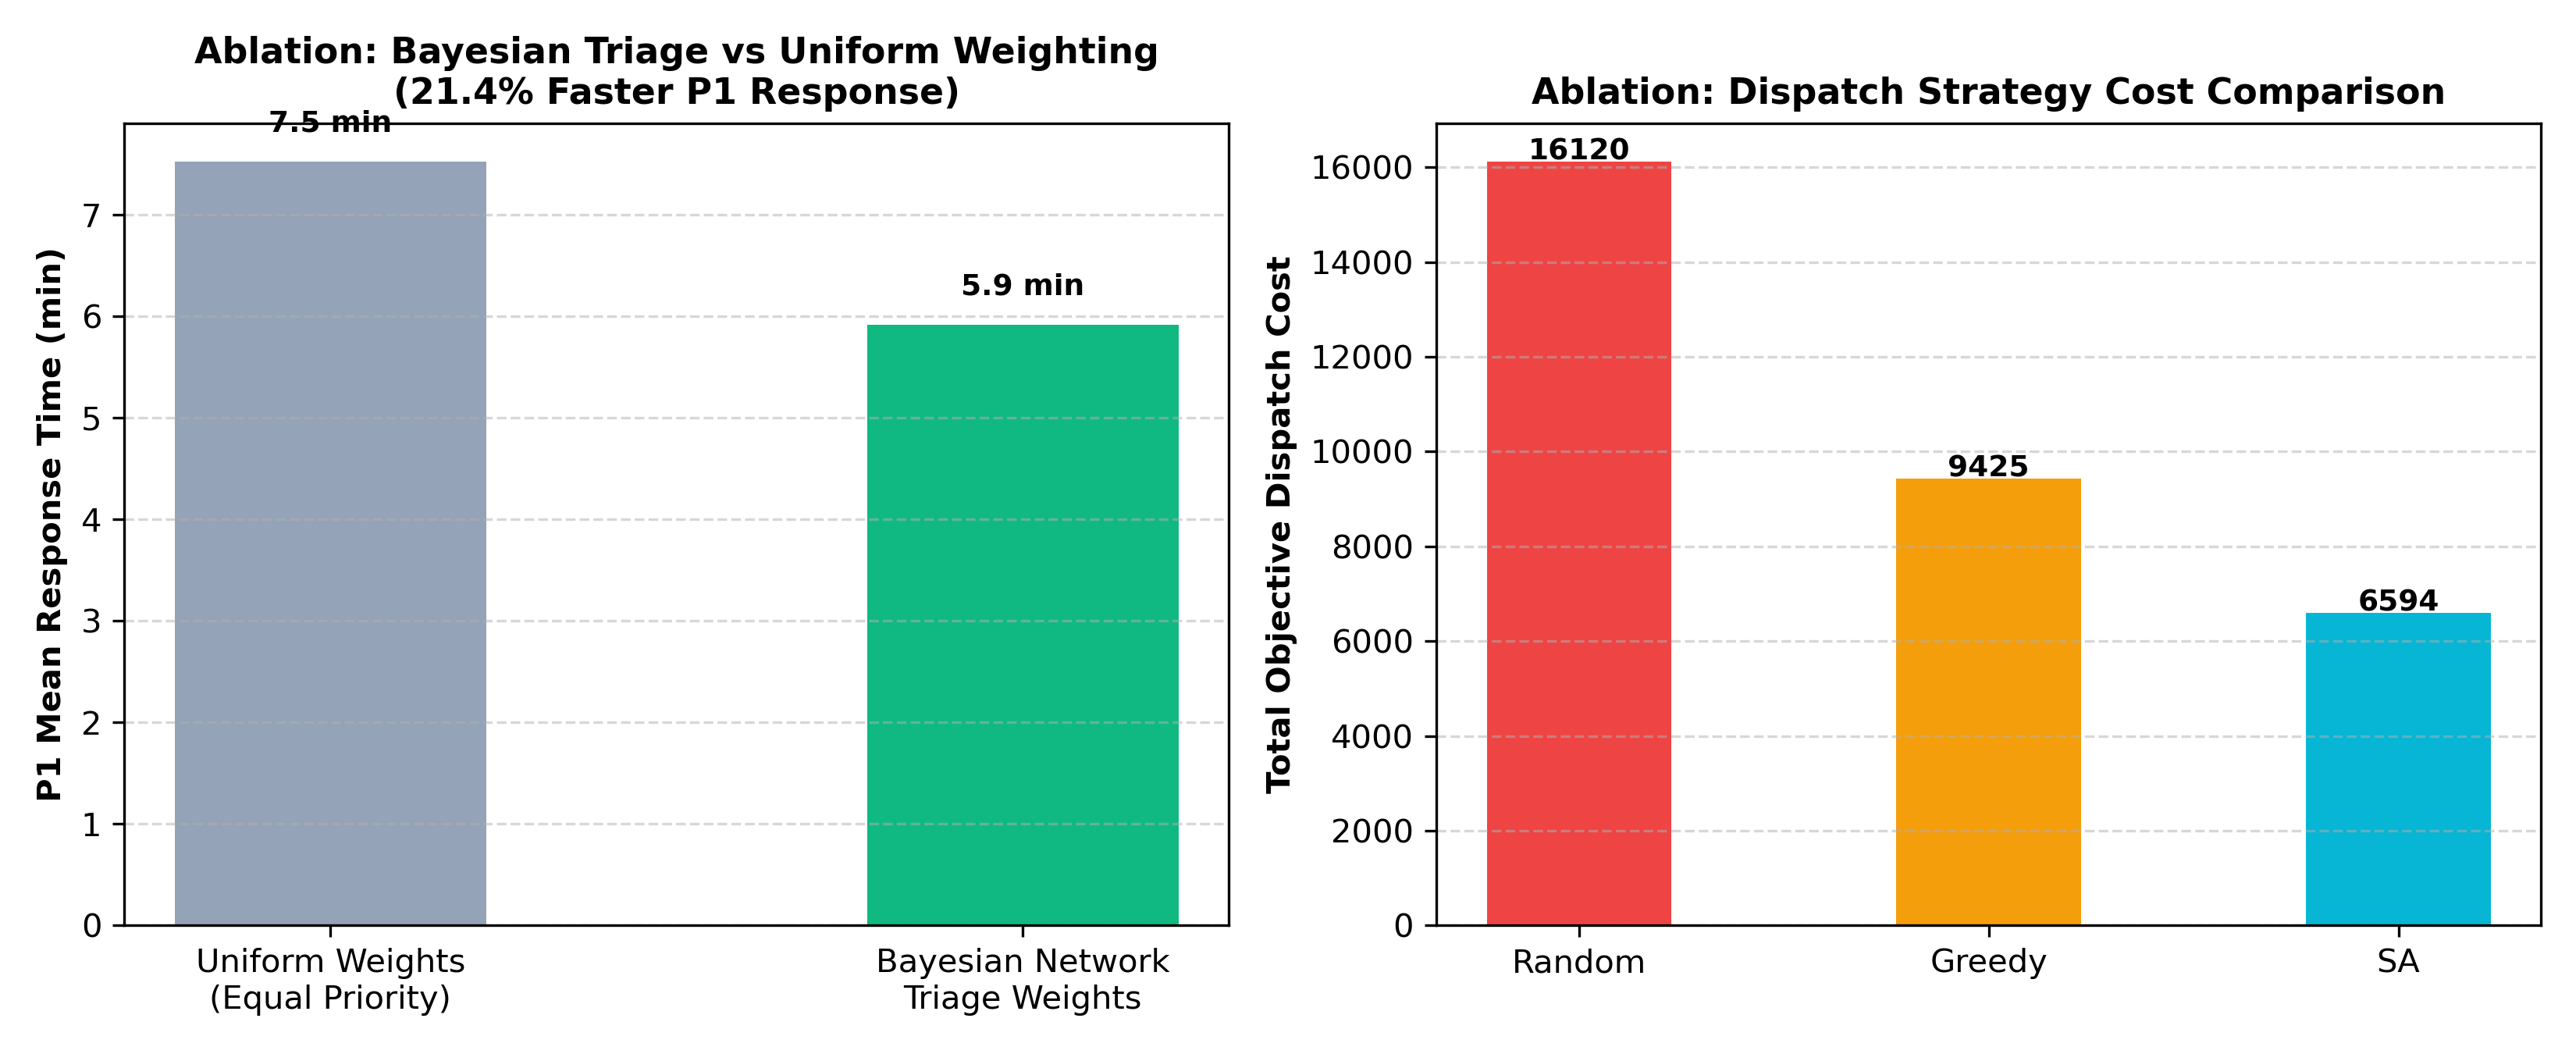 Ablation: Bayesian Triage vs Uniform Weighting
(21.4% Faster P1 Response)
7.5 min
5.9 min
P1 Mean Response Time (min)
7
6
5
4
3
2
1
0
Uniform Weights
(Equal Priority)
Bayesian Network
Triage Weights
Ablation: Dispatch Strategy Cost Comparison
16120
9425
6594
Total Objective Dispatch Cost
16000
14000
12000
10000
8000
6000
4000
2000
0
Random
Greedy
SA